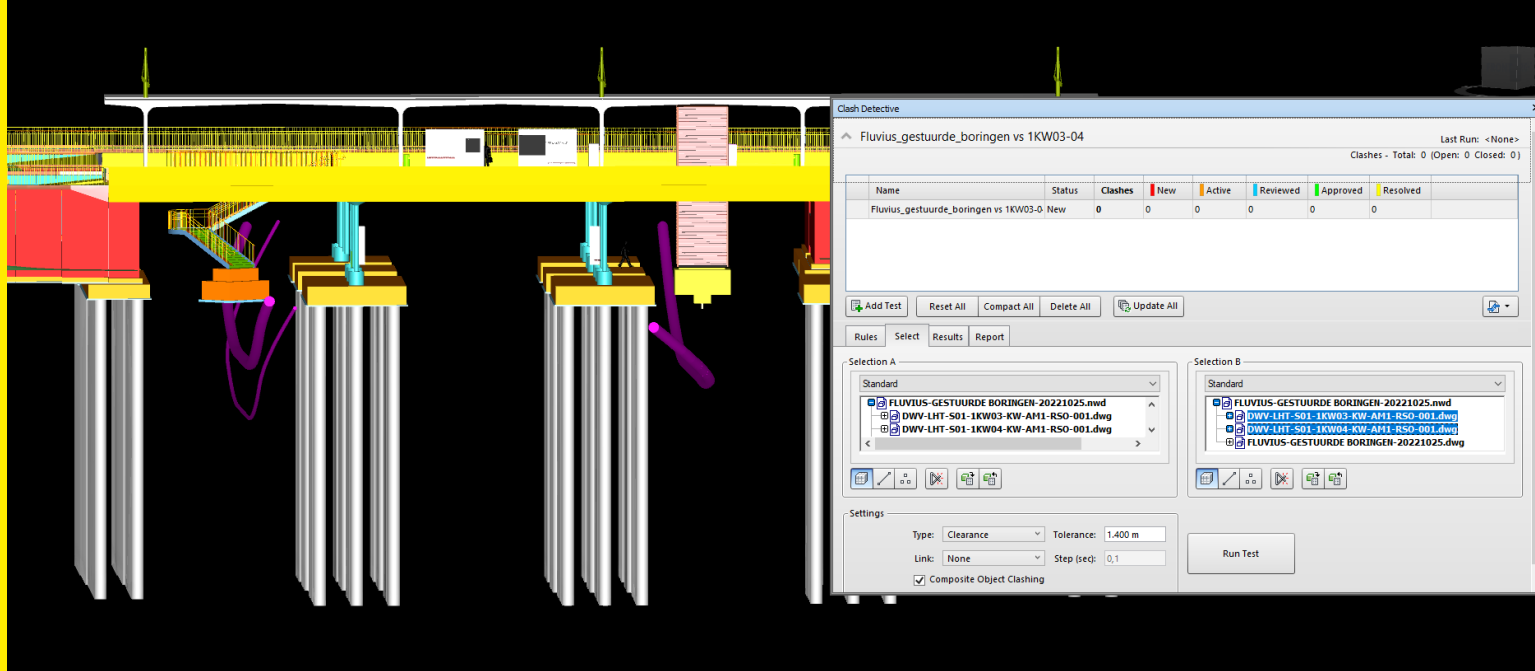 Clash Detective
Fluvius_gestuurde_boringen vs 1KW03-04
Last Run: <None>
Clashes - Total: 0 (Open: 0 Closed: 0)
Name Status Clashes New Active Reviewed Approved Resolved
Fluvius_gestuurde_boringen vs 1KW03-0 New 0 0 0 0 0 0
Add Test Reset All Compact All Delete All Update All
Rules Select Results Report
Selection A Selection B
Standard Standard
FLUVIUS-GESTUURDE BORINGEN-20221025.nwd FLUVIUS-GESTUURDE BORINGEN-20221025.nwd
DWV-LHT-S01-1KW03-KW-AM1-RSO-001.dwg DWV-LHT-S01-1KW03-KW-AM1-RSO-001.dwg
DWV-LHT-S01-1KW04-KW-AM1-RSO-001.dwg DWV-LHT-S01-1KW04-KW-AM1-RSO-001.dwg
FLUVIUS-GESTUURDE BORINGEN-20221025.dwg
Settings
Type: Clearance Tolerance: 1.400 m
Link: None Step (sec): 0,1
Composite Object Clashing
Run Test